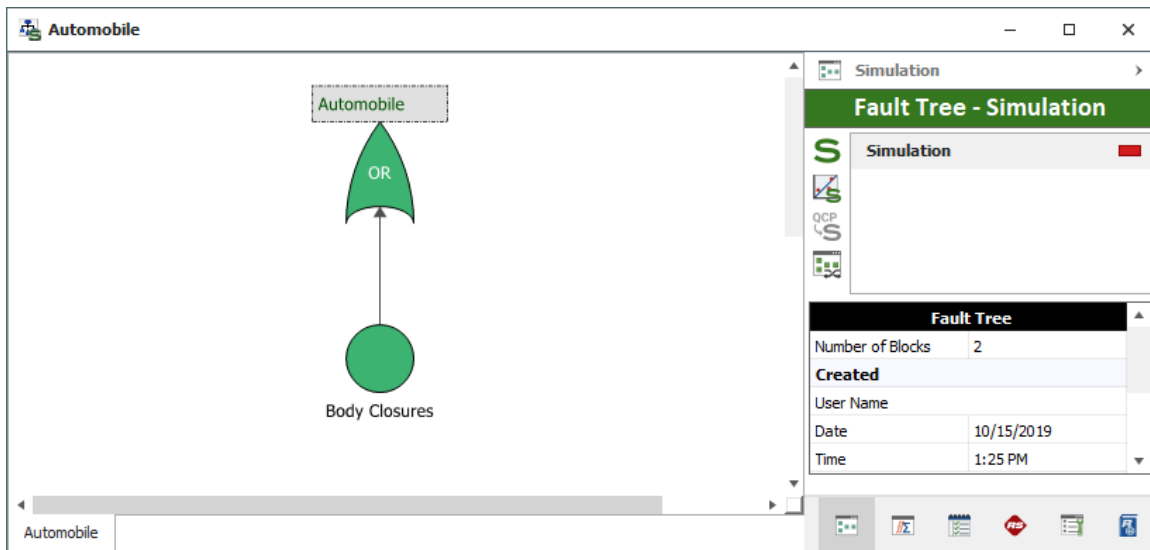 Automobile
Automobile
OR
Body Closures
Automobile
Simulation
Fault Tree - Simulation
Simulation
S
QCP
S
Fault Tree
Number of Blocks 2
Created
User Name
Date 10/15/2019
Time 1:25 PM